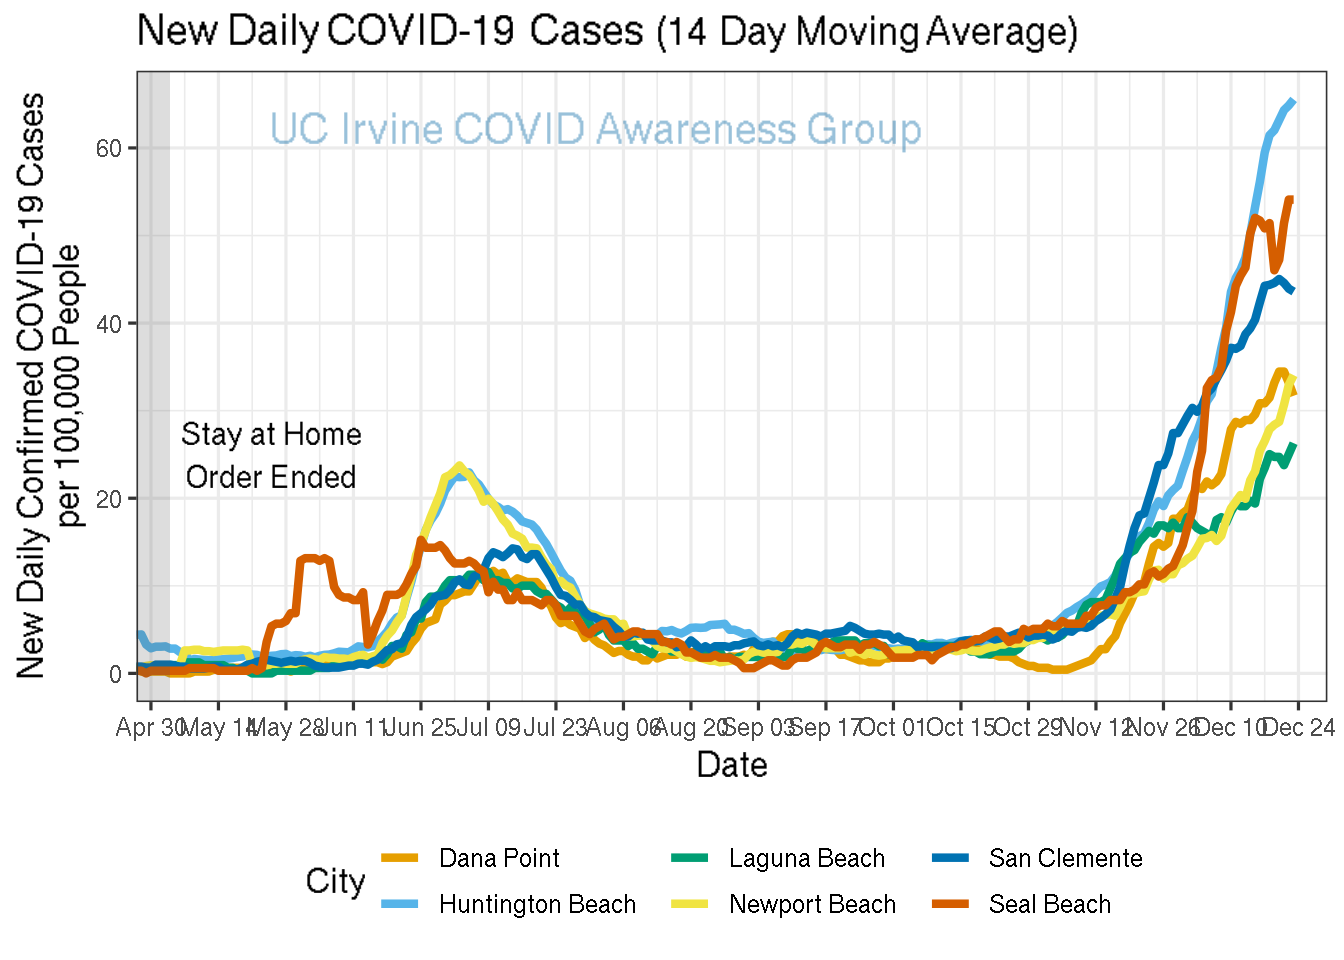 New Daily COVID-19 Cases (14 Day Moving Average)
UC Irvine COVID Awareness Group
New Daily Confirmed COVID-19 Cases
per 100,000 People
60
40
20
0
Stay at Home
Order Ended
Apr 30 May 14 May 28 Jun 11 Jun 25 Jul 09 Jul 23 Aug 06 Aug 20 Sep 03 Sep 17 Oct 01 Oct 15 Oct 29 Nov 12 Nov 26 Dec 10 Dec 24
Date
City
Dana Point Laguna Beach San Clemente
Huntington Beach Newport Beach Seal Beach